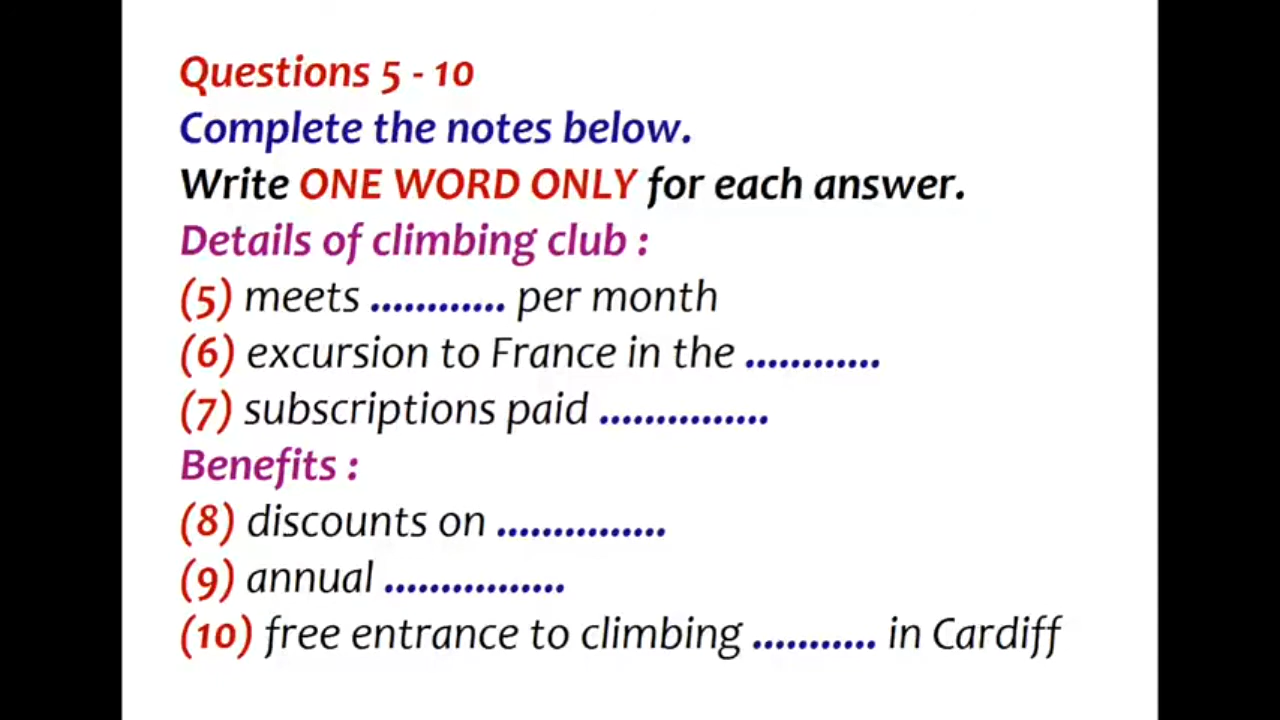 Questions 5 - 10
Complete the notes below.
Write ONE WORD ONLY for each answer.
Details of climbing club :
(5) meets ............ per month
(6) excursion to France in the ............
(7) subscriptions paid ...............
Benefits :
(8) discounts on ...............
(9) annual ................
(10) free entrance to climbing ........... in Cardiff